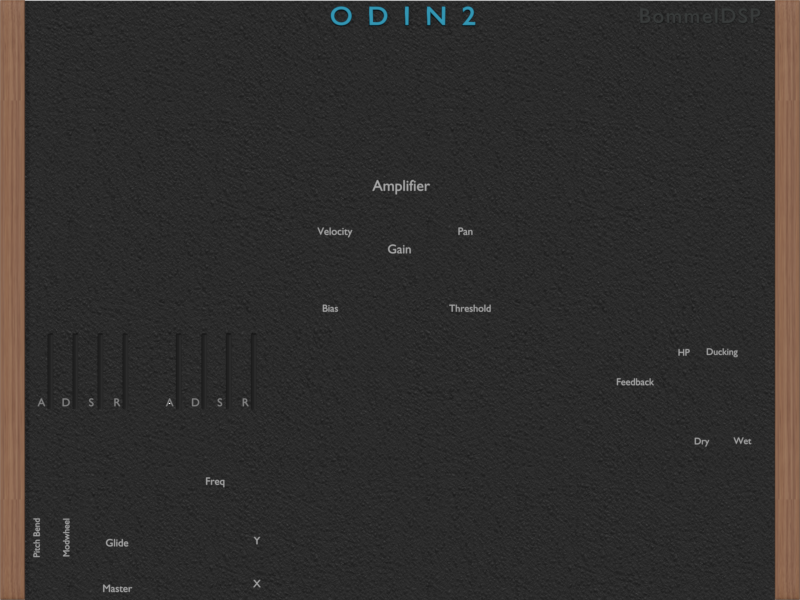 ODIN2
BommelDSP
Amplifier
Velocity
Pan
Gain
Bias
Threshold
HP
Ducking
Feedback
A D S R
A D S R
Dry
Wet
Freq
Pitch Bend
Modwheel
Glide
Y
X
Master